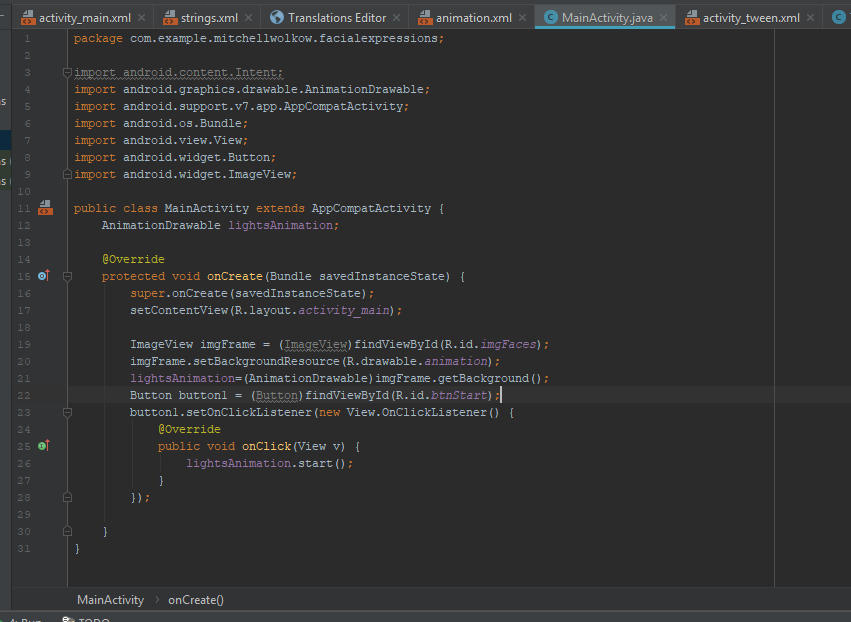 activity_main.xml × strings.xml × Translations Editor × animation.xml × MainActivity.java × activity_tween.xml ×
1 package com.example.mitchellwolkow.facialexpressions;
2
3 import android.content.Intent;
4 import android.graphics.drawable.AnimationDrawable;
5 import android.support.v7.app.AppCompatActivity;
6 import android.os.Bundle;
7 import android.view.View;
8 import android.widget.Button;
9 import android.widget.ImageView;
10
11 public class MainActivity extends AppCompatActivity {
12     AnimationDrawable lightsAnimation;
13
14     @Override
15     protected void onCreate(Bundle savedInstanceState) {
16         super.onCreate(savedInstanceState);
17         setContentView(R.layout.activity_main);
18
19         ImageView imgFrame = (ImageView)findViewById(R.id.imgFaces);
20         imgFrame.setBackgroundResource(R.drawable.animation);
21         lightsAnimation=(AnimationDrawable)imgFrame.getBackground();
22         Button button1 = (Button)findViewById(R.id.btnStart);
23         button1.setOnClickListener(new View.OnClickListener() {
24             @Override
25             public void onClick(View v) {
26                 lightsAnimation.start();
27             }
28         });
29
30     }
31 }
MainActivity › onCreate()